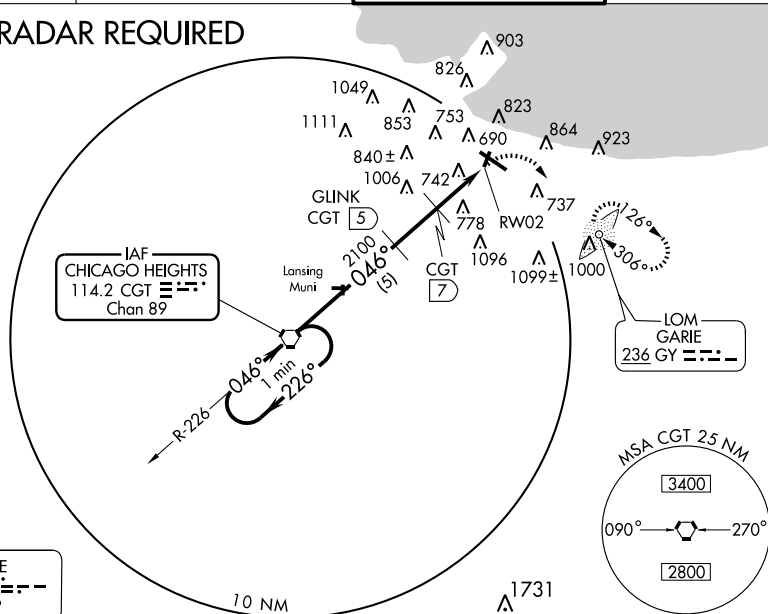 RADAR REQUIRED
903
826
1049
853
753
823
1111
690
864
923
840 ±
1006
742
GLINK
CGT 5
737
778
RW02
126°
306°
2100
046°
(5)
CGT
7
1096
1099±
1000
IAF
CHICAGO HEIGHTS
114.2 CGT
Chan 89
Lansing
Muni
LOM
GARIE
236 GY
046°
1 min
226°
R-226
MSA CGT 25 NM
3400
090°
270°
2800
E
10 NM
1731